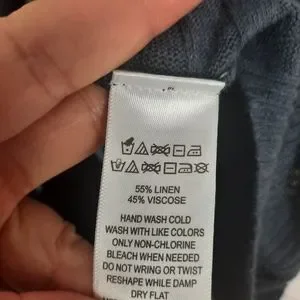 55% LINEN
45% VISCOSE
HAND WASH COLD
WASH WITH LIKE COLORS
ONLY NON-CHLORINE
BLEACH WHEN NEEDED
DO NOT WRING OR TWIST
RESHAPE WHILE DAMP
DRY FLAT